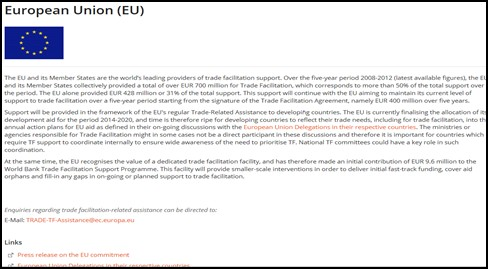 European Union (EU)
The EU and its Member States are the world's leading providers of trade facilitation support. Over the five-year period 2008-2012 (latest available figures), the EU
and its Member States collectively provided a total of over EUR 700 million for Trade Facilitation, which corresponds to more than 50% of the total support over
the period. The EU alone provided EUR 428 million or 31% of the total support. This support will continue with the EU aiming to maintain its current level of
support to trade facilitation over a five-year period starting from the signature of the Trade Facilitation Agreement, namely EUR 400 million over five years.
Support will be provided in the framework of the EU's regular Trade-Related Assistance to developing countries. The EU is currently finalising the allocation of its
development aid for the period 2014-2020, and time is therefore ripe for developing countries to reflect their trade needs, including for trade facilitation, into the
annual action plans for EU aid as defined in their on-going discussions with the European Union Delegations in their respective countries. The ministries or
agencies responsible for Trade Facilitation might in some cases not be a direct participant in these discussions and therefore it is important for countries which
require TF support to coordinate internally to ensure wide awareness of the need to prioritise TF. National TF committees could have a key role in such
coordination.
At the same time, the EU recognises the value of a dedicated trade facilitation facility, and has therefore made an initial contribution of EUR 9,6 million to the
World Bank Trade Facilitation Support Programme. This facility will provide smaller-scale interventions in order to deliver initial fast-track funding, cover aid
orphans and fill-in any gaps in on-going or planned support to trade facilitation.
Enquiries regarding trade facilitation-related assistance can be directed to:
E-Mail: TRADE-TF-Assistance@ec.europa.eu
Links
Press release on the EU commitment
European Union Delegations in their respective countries